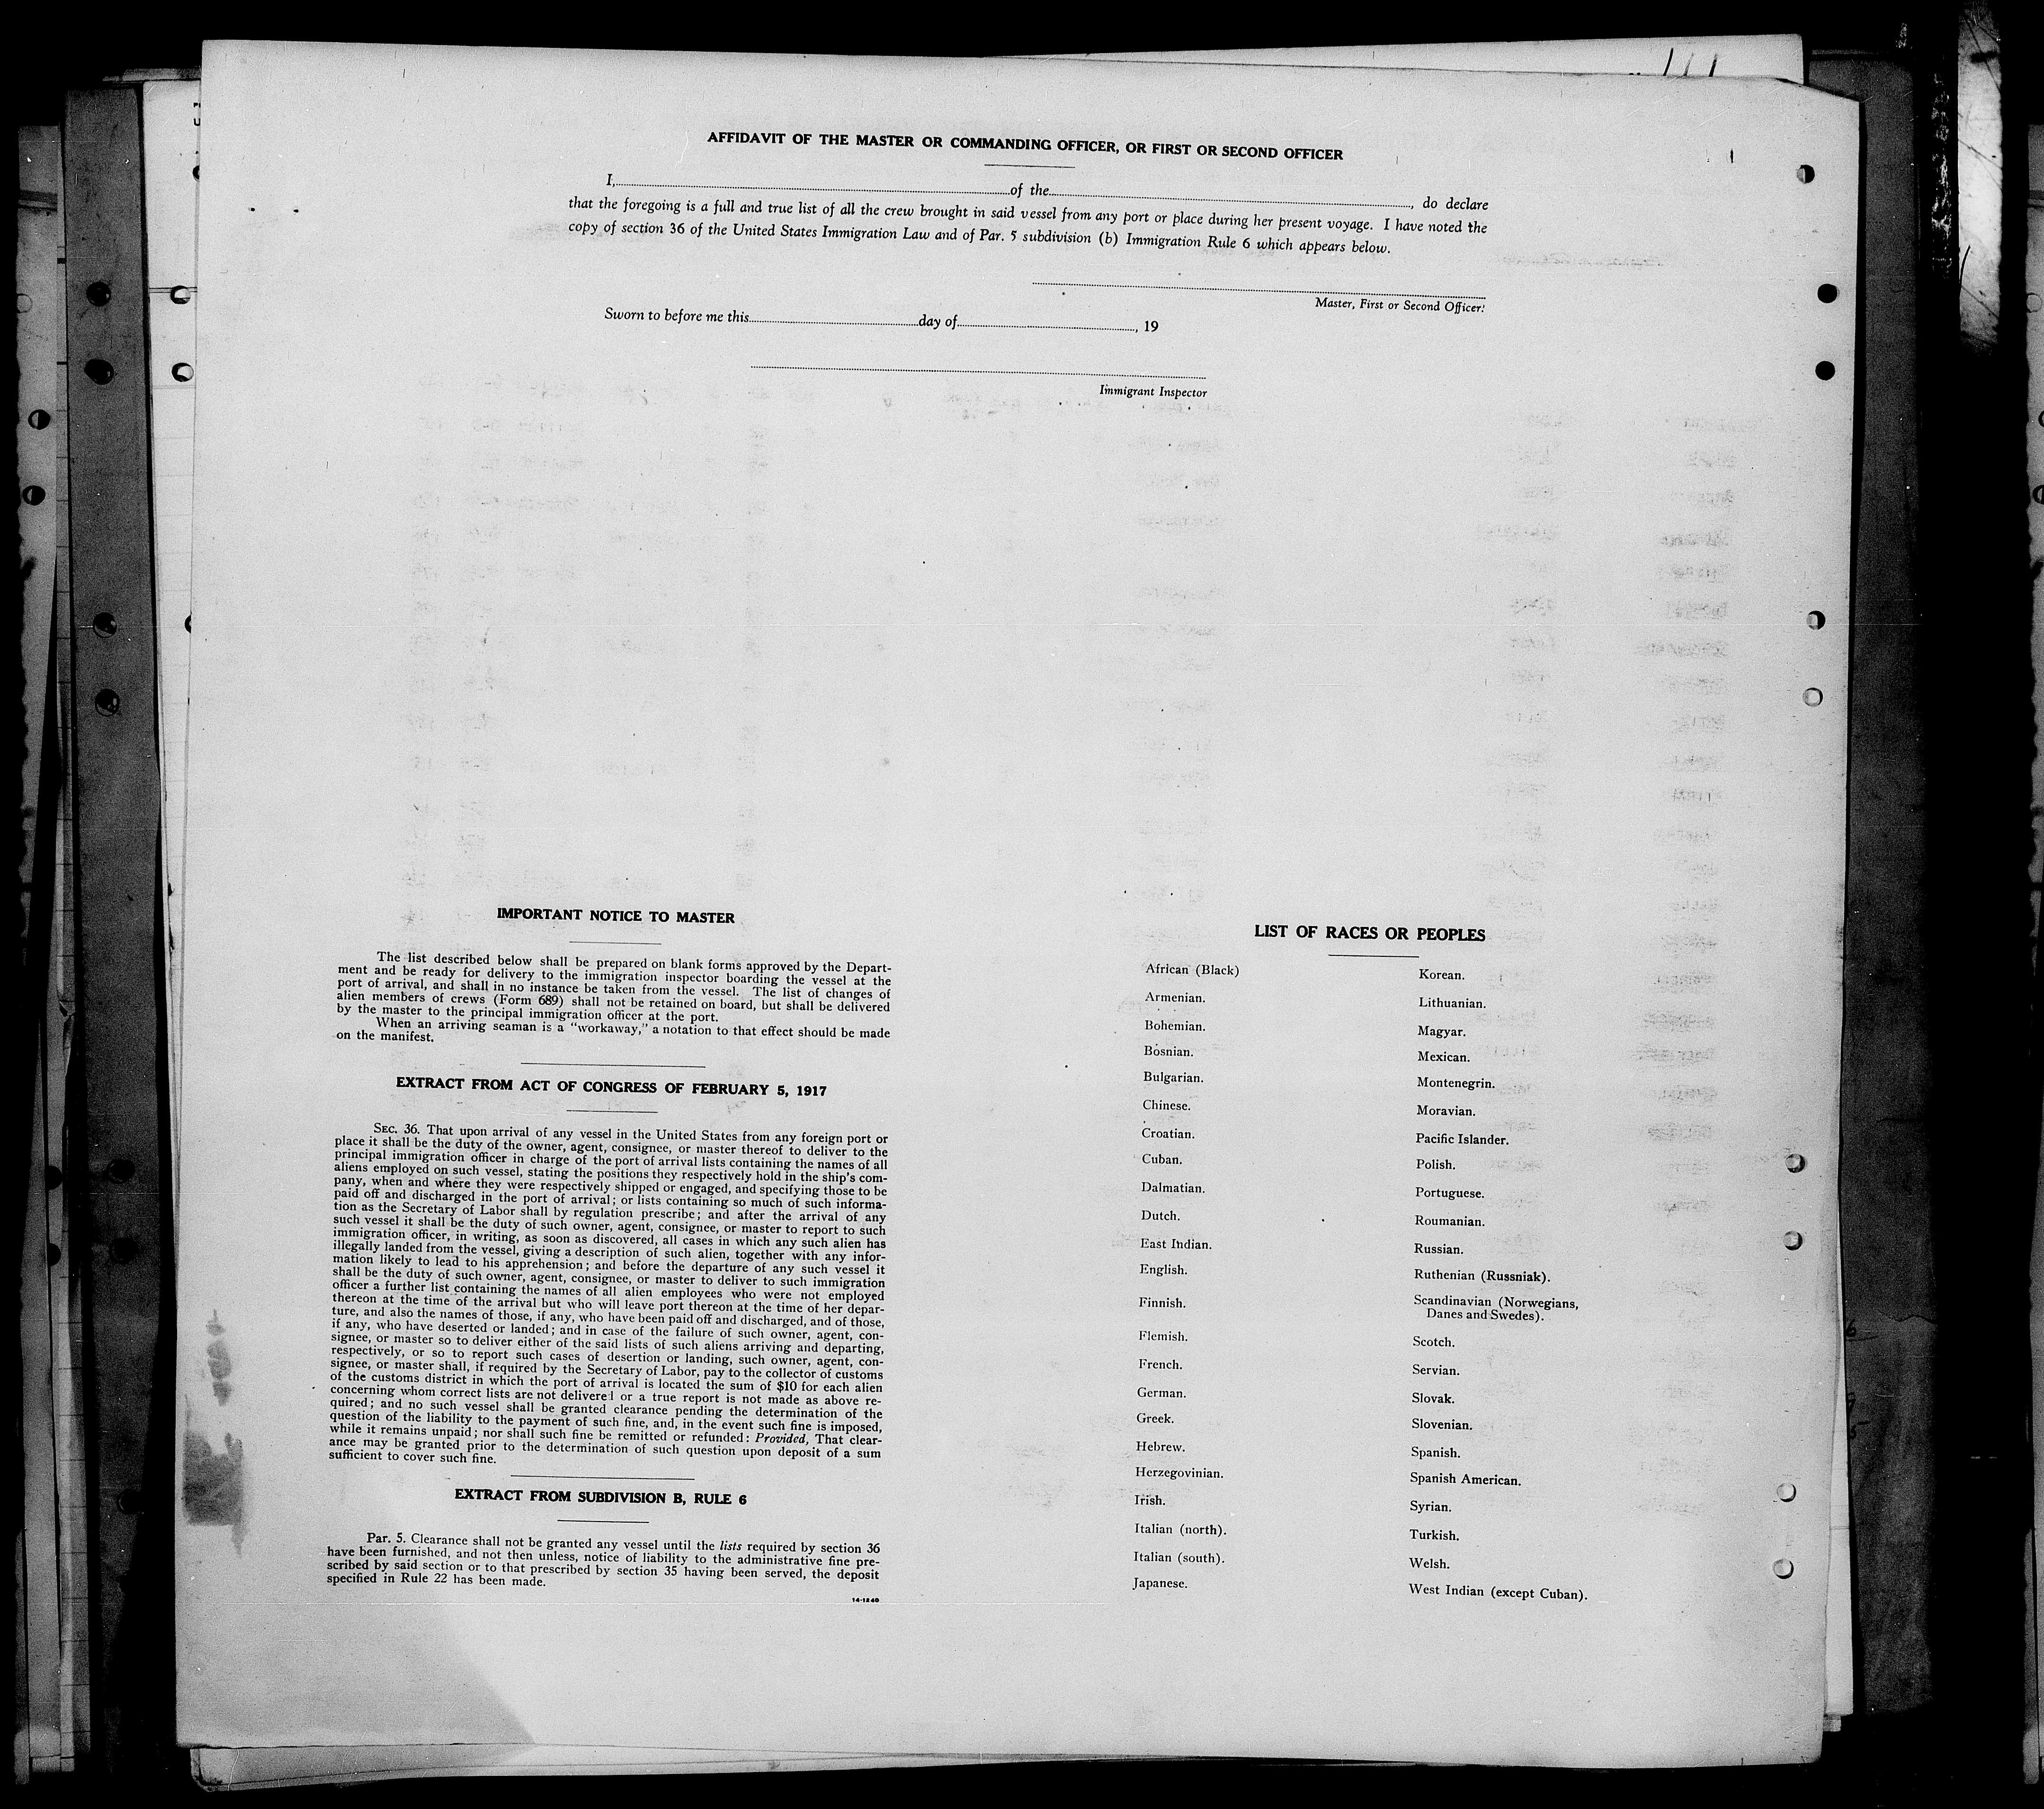 AFFIDAVIT OF THE MASTER OR COMMANDING OFFICER, OR FIRST OR SECOND OFFICER
I, of the , do declare
that the foregoing is a full and true list of all the crew brought in said vessel from any port or place during her present voyage. I have noted the
copy of section 36 of the United States Immigration Law and of Par. 5 subdivision (b) Immigration Rule 6 which appears below.
Master, First or Second Officer.
Sworn to before me this day of , 19
Immigrant Inspector
IMPORTANT NOTICE TO MASTER
The list described below shall be prepared on blank forms approved by the Depart-
ment and be ready for delivery to the immigration inspector boarding the vessel at the
port of arrival, and shall in no instance be taken from the vessel. The list of changes of
alien members of crews (Form 689) shall not be retained on board, but shall be delivered
by the master to the principal immigration officer at the port.
When an arriving seaman is a "workaway," a notation to that effect should be made
on the manifest.
EXTRACT FROM ACT OF CONGRESS OF FEBRUARY 5, 1917
SEC. 36. That upon arrival of any vessel in the United States from any foreign port or
place it shall be the duty of the owner, agent, consignee, or master thereof to deliver to the
principal immigration officer in charge of the port of arrival lists containing the names of all
aliens employed on such vessel, stating the positions they respectively hold in the ship's com-
pany, when and where they were respectively shipped or engaged, and specifying those to be
paid off and discharged in the port of arrival; or lists containing so much of such informa-
tion as the Secretary of Labor shall by regulation prescribe; and after the arrival of any
such vessel it shall be the duty of such owner, agent, consignee, or master to report to such
immigration officer, in writing, as soon as discovered, all cases in which any such alien has
illegally landed from the vessel, giving a description of such alien, together with any infor-
mation likely to lead to his apprehension; and before the departure of any such vessel it
shall be the duty of such owner, agent, consignee, or master to deliver to such immigration
officer a further list containing the names of all alien employees who were not employed
thereon at the time of the arrival but who will leave port thereon at the time of her depar-
ture, and also the names of those, if any, who have been paid off and discharged, and of those,
if any, who have deserted or landed; and in case of the failure of such owner, agent, con-
signee, or master so to deliver either of the said lists of such aliens arriving and departing,
respectively, or so to report such cases of desertion or landing, such owner, agent, con-
signee, or master shall, if required by the Secretary of Labor, pay to the collector of customs
of the customs district in which the port of arrival is located the sum of $10 for each alien
concerning whom correct lists are not delivered or a true report is not made as above re-
quired; and no such vessel shall be granted clearance pending the determination of the
question of the liability to the payment of such fine, and, in the event such fine is imposed,
while it remains unpaid; nor shall such fine be remitted or refunded: Provided, That clear-
ance may be granted prior to the determination of such question upon deposit of a sum
sufficient to cover such fine.
EXTRACT FROM SUBDIVISION B, RULE 6
Par. 5. Clearance shall not be granted any vessel until the lists required by section 36
have been furnished, and not then unless, notice of liability to the administrative fine pre-
scribed by said section or to that prescribed by section 35 having been served, the deposit
specified in Rule 22 has been made.
14-1240
LIST OF RACES OR PEOPLES
African (Black)
Armenian.
Bohemian.
Bosnian.
Bulgarian.
Chinese.
Croatian.
Cuban.
Dalmatian.
Dutch.
East Indian.
English.
Finnish.
Flemish.
French.
German.
Greek.
Hebrew.
Herzegovinian.
Irish.
Italian (north).
Italian (south).
Japanese.
Korean.
Lithuanian.
Magyar.
Mexican.
Montenegrin.
Moravian.
Pacific Islander.
Polish.
Portuguese.
Roumanian.
Russian.
Ruthenian (Russniak).
Scandinavian (Norwegians,
Danes and Swedes).
Scotch.
Servian.
Slovak.
Slovenian.
Spanish.
Spanish American.
Syrian.
Turkish.
Welsh.
West Indian (except Cuban).